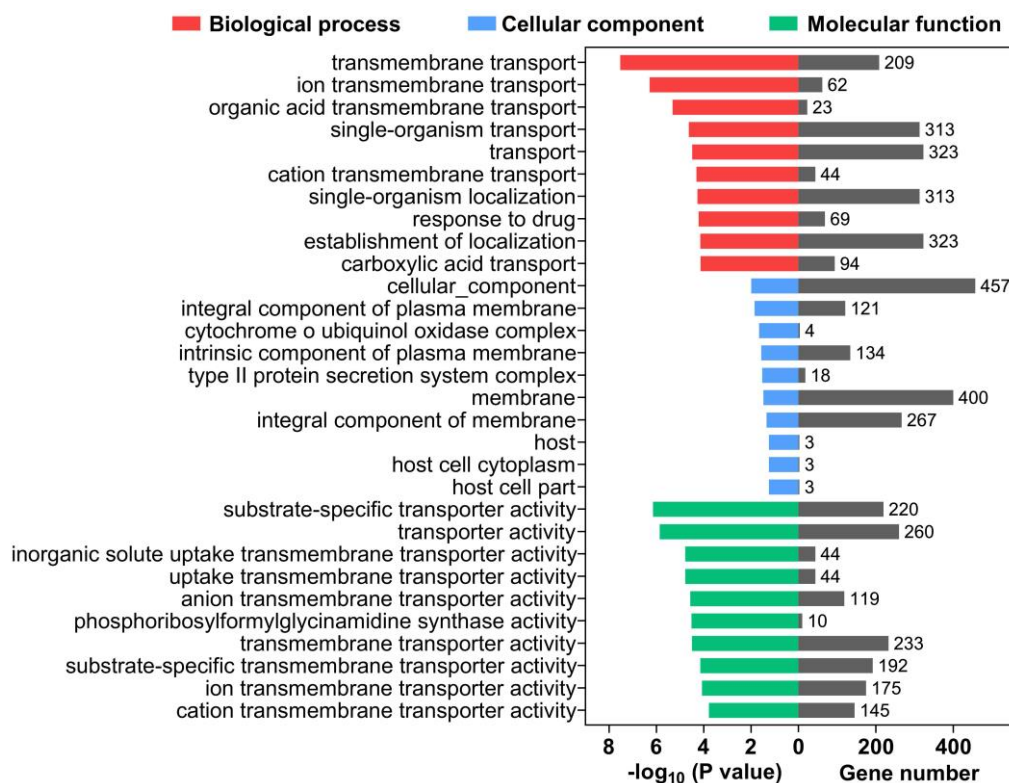 Biological process Cellular component Molecular function
transmembrane transport 209
ion transmembrane transport 62
organic acid transmembrane transport 23
single-organism transport 313
transport 323
cation transmembrane transport 44
single-organism localization 313
response to drug 69
establishment of localization 323
carboxylic acid transport 94
cellular_component 457
integral component of plasma membrane 121
cytochrome o ubiquinol oxidase complex 4
intrinsic component of plasma membrane 134
type II protein secretion system complex 18
membrane 400
integral component of membrane 267
host 3
host cell cytoplasm 3
host cell part 3
substrate-specific transporter activity 220
transporter activity 260
inorganic solute uptake transmembrane transporter activity 44
uptake transmembrane transporter activity 44
anion transmembrane transporter activity 119
phosphoribosylformylglycinamidine synthase activity 10
transmembrane transporter activity 233
substrate-specific transmembrane transporter activity 192
ion transmembrane transporter activity 175
cation transmembrane transporter activity 145
8 6 4 2 0 200 400
-log10 (P value) Gene number